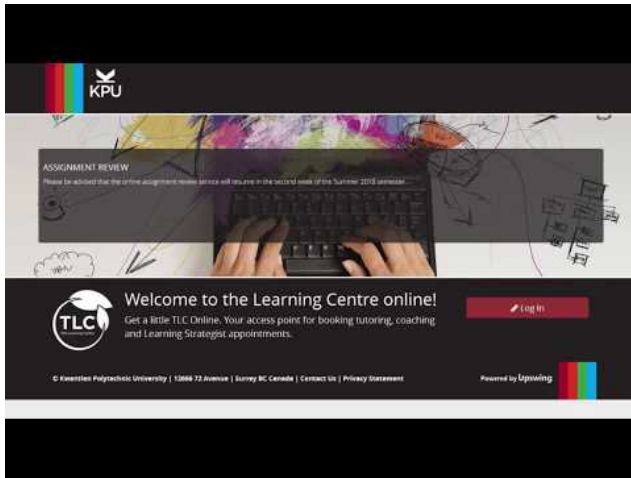 KPU
ASSIGNMENT REVIEW
Please be advised that the online assignment review service will resume in the second week of the Summer 2018 semester.
TLC
Welcome to the Learning Centre online!
Log In
Get a little TLC Online. Your access point for booking tutoring, coaching
and Learning Strategist appointments.
© Kwantlen Polytechnic University | 12666 72 Avenue | Surrey BC Canada | Contact Us | Privacy Statement
Powered by Upswing